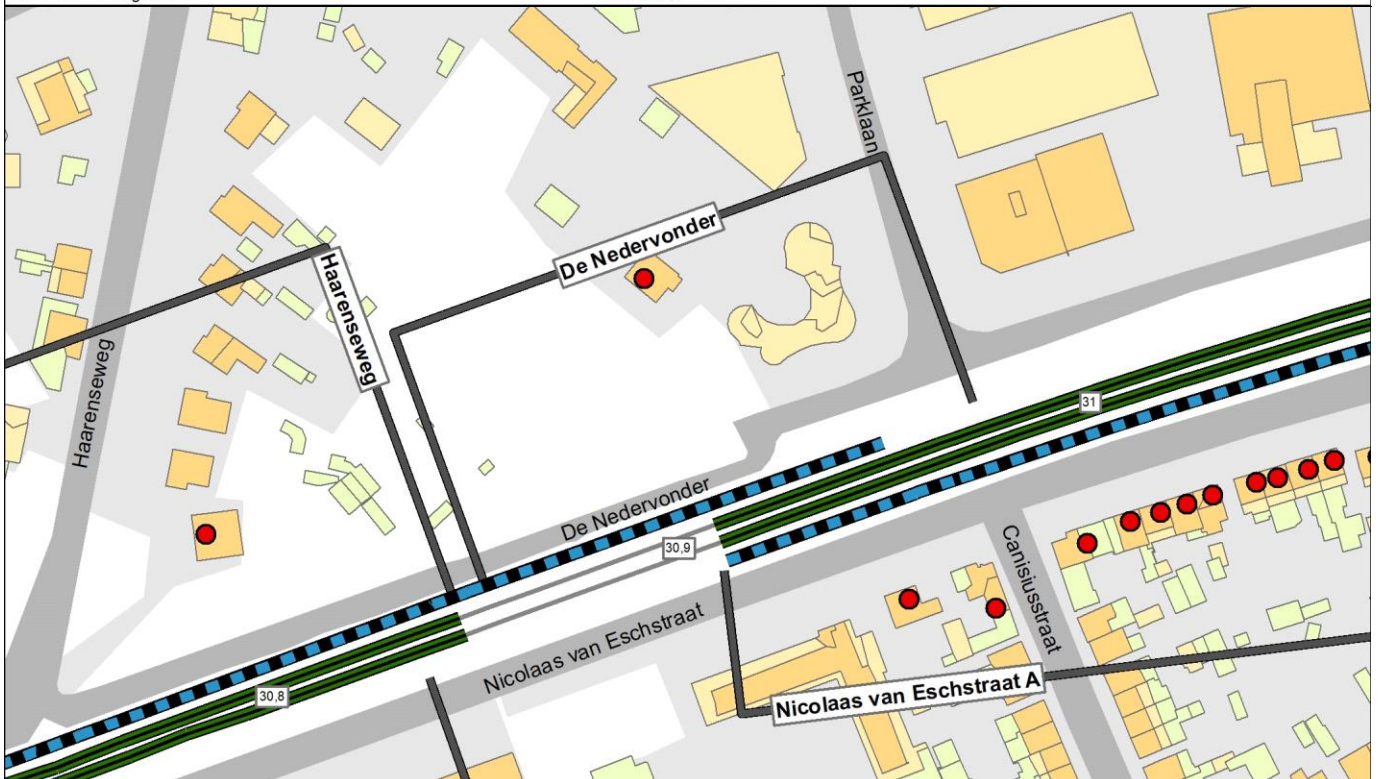 Parklaan
De Nedervonder
Haarenseweg
Haarenseweg
31
De Nedervonder
30,9
Canisiusstraat
Nicolaas van Eschstraat
Nicolaas van Eschstraat A
30,8